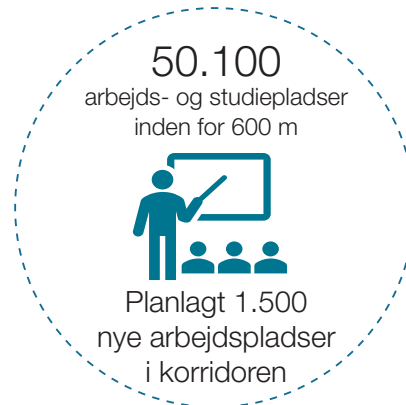 50.100
arbejds- og studiepladser
inden for 600 m
Planlagt 1.500
nye arbejdspladser
i korridoren